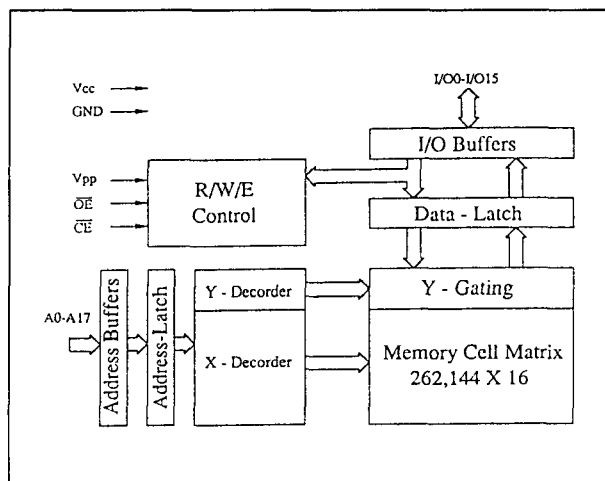 Vcc
GND
I/O0-I/O15
I/O Buffers
Vpp
OE
CE
R/W/E
Control
Data - Latch
A0-A17
Address Buffers
Address-Latch
Y - Decorder
X - Decorder
Y - Gating
Memory Cell Matrix
262,144 X 16